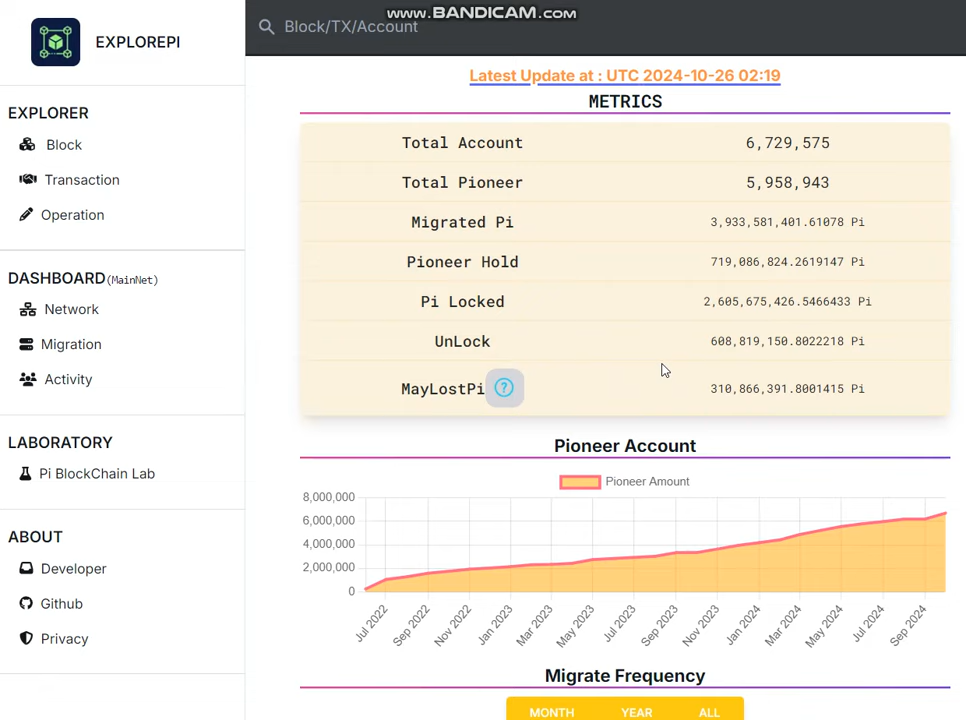 www.BANDICAM.com
EXPLOREPI
Block/TX/Account
EXPLORER
Block
Transaction
Operation
DASHBOARD(MainNet)
Network
Migration
Activity
LABORATORY
Pi BlockChain Lab
ABOUT
Developer
Github
Privacy
Latest Update at : UTC 2024-10-26 02:19
METRICS
Total Account 6,729,575
Total Pioneer 5,958,943
Migrated Pi 3,933,581,401.61078 Pi
Pioneer Hold 719,086,824.2619147 Pi
Pi Locked 2,605,675,426.5466433 Pi
UnLock 608,819,150.8022218 Pi
MayLostPi ? 310,866,391.8001415 Pi
Pioneer Account
Pioneer Amount
8,000,000
6,000,000
4,000,000
2,000,000
0
Jul 2022 Sep 2022 Nov 2022 Jan 2023 Mar 2023 May 2023 Jul 2023 Sep 2023 Nov 2023 Jan 2024 Mar 2024 May 2024 Jul 2024 Sep 2024
Migrate Frequency
MONTH YEAR ALL